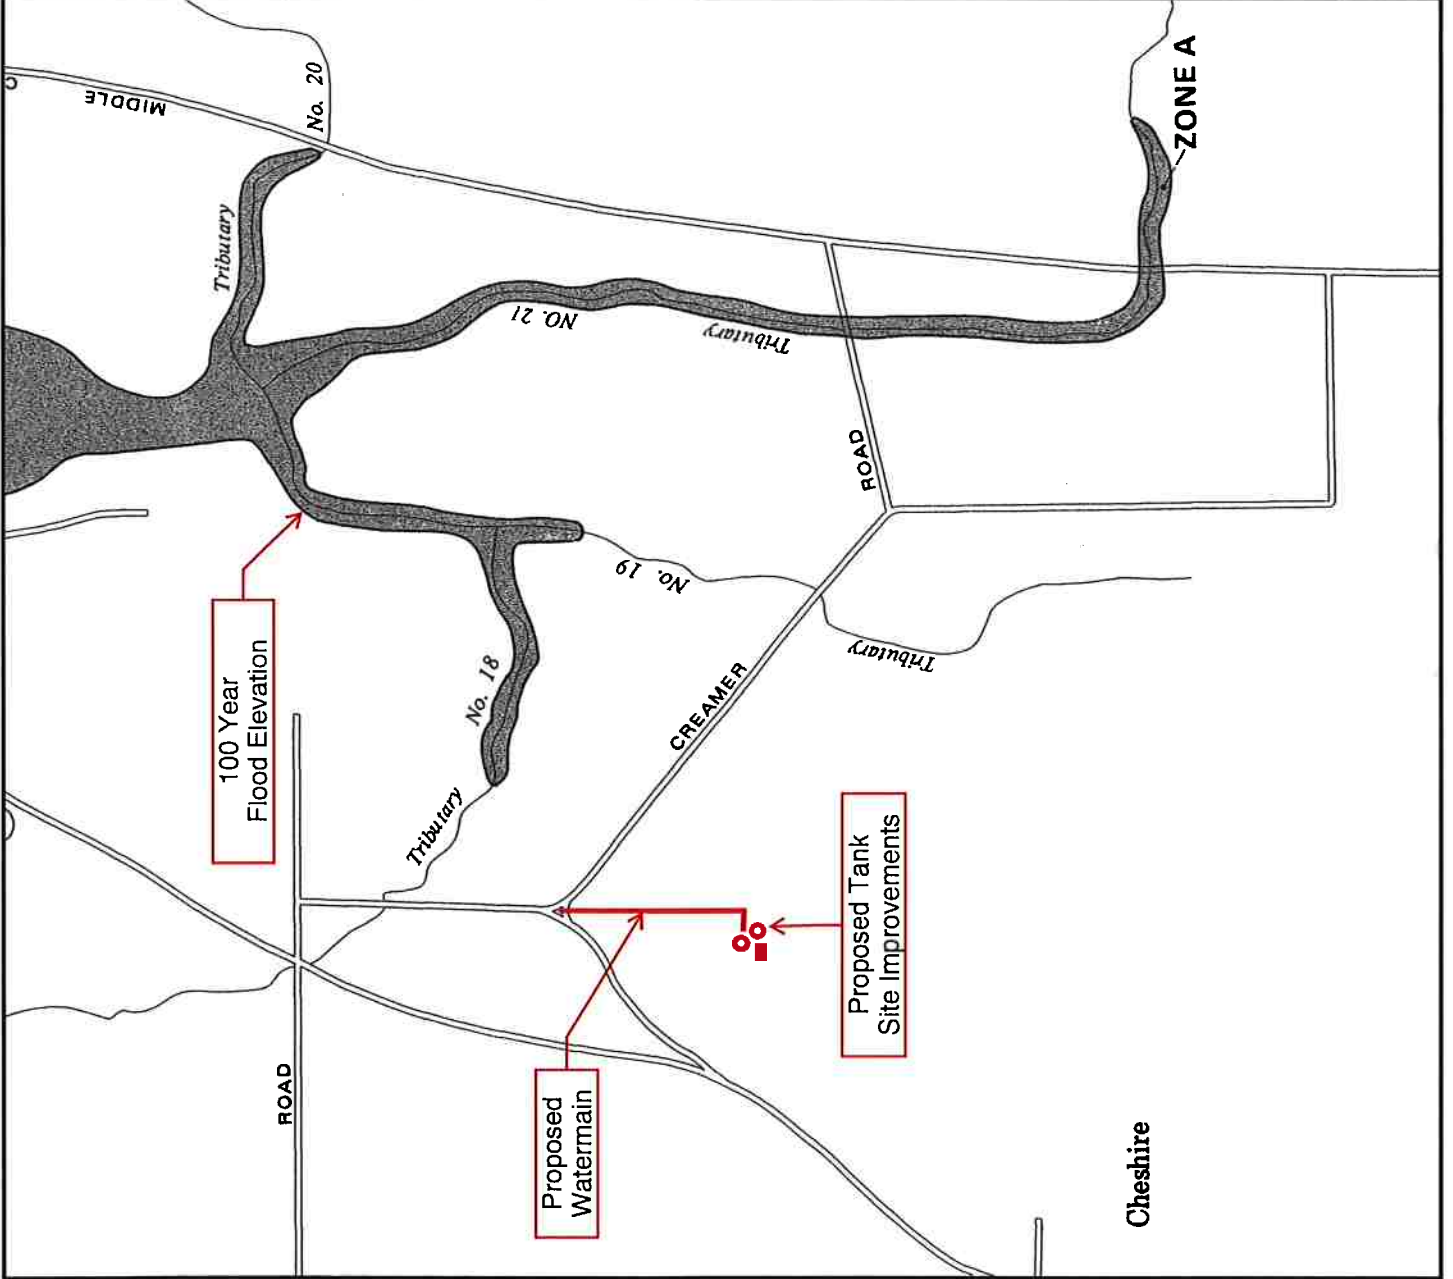 MIDDLE
No. 20
Tributary
ZONE A
NO. 21
Tributary
ROAD
No. 19
Tributary
CREAMER
No. 18
Tributary
100 Year
Flood Elevation
ROAD
Proposed
Watermain
Proposed Tank
Site Improvements
Cheshire